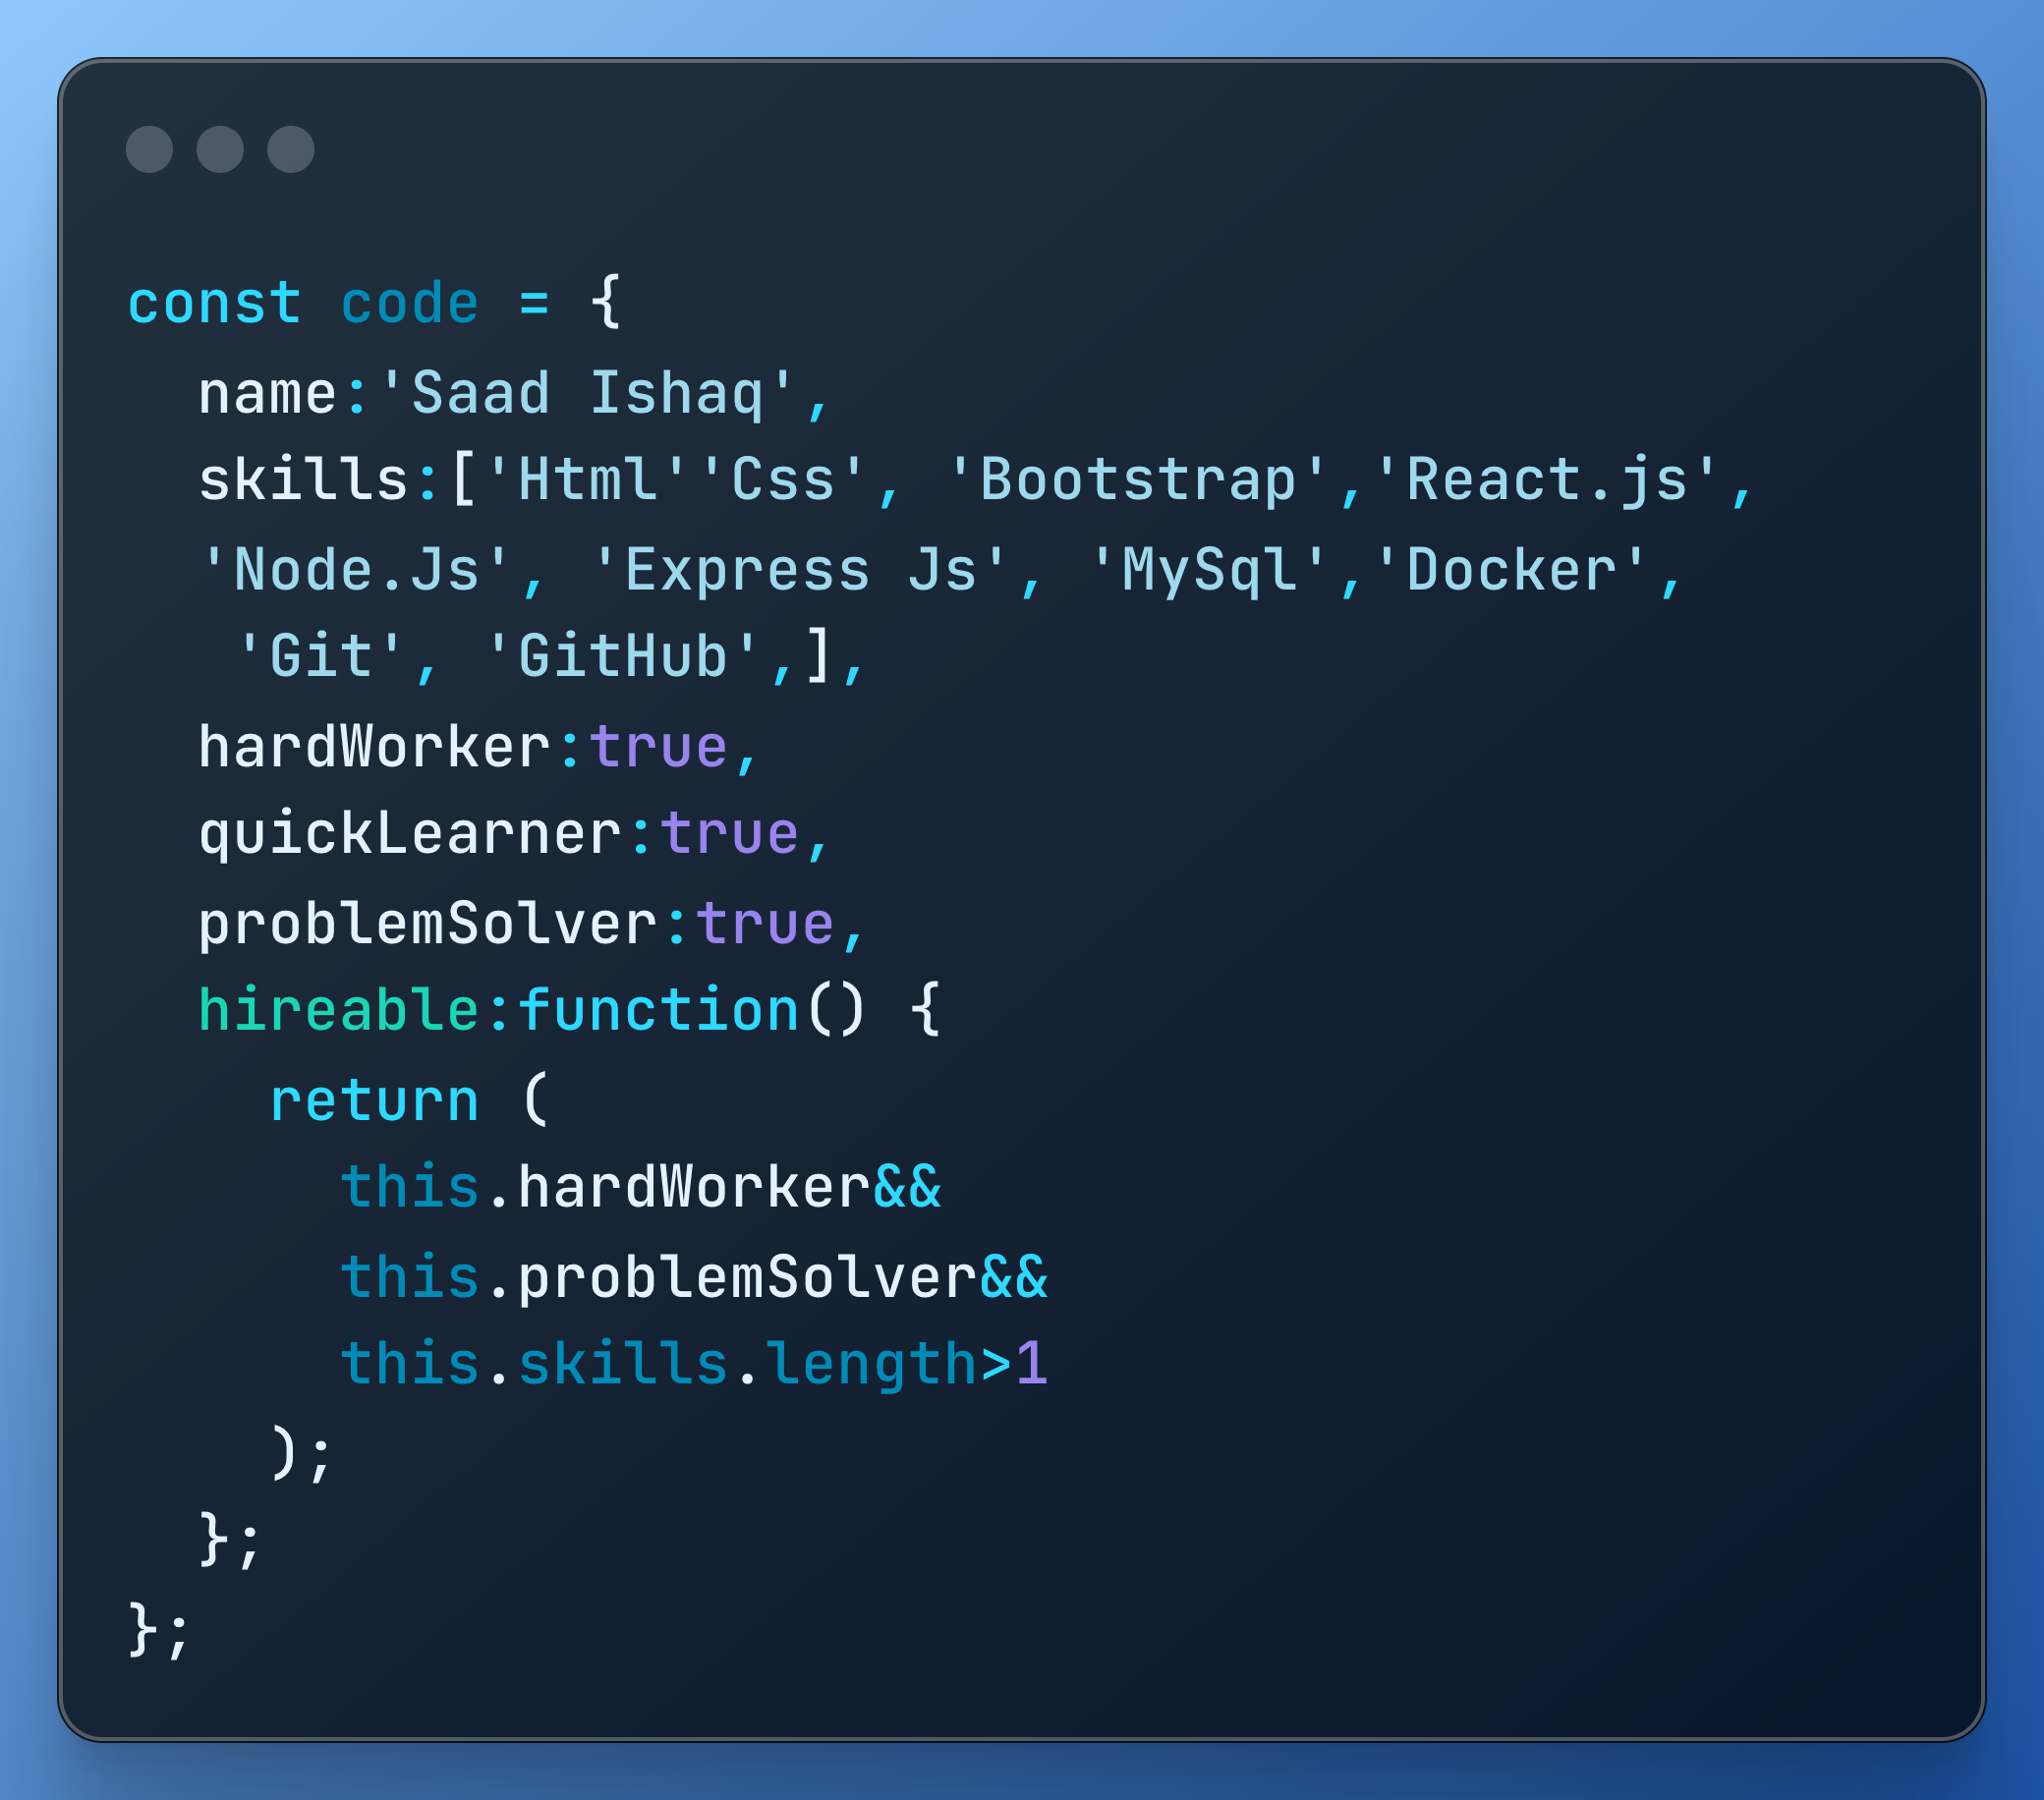 const code = {
  name:'Saad Ishaq',
  skills:['Html''Css', 'Bootstrap','React.js',
  'Node.Js', 'Express Js', 'MySql','Docker',
   'Git', 'GitHub',],
  hardWorker:true,
  quickLearner:true,
  problemSolver:true,
  hireable:function() {
    return (
      this.hardWorker&&
      this.problemSolver&&
      this.skills.length>1
    );
  };
};